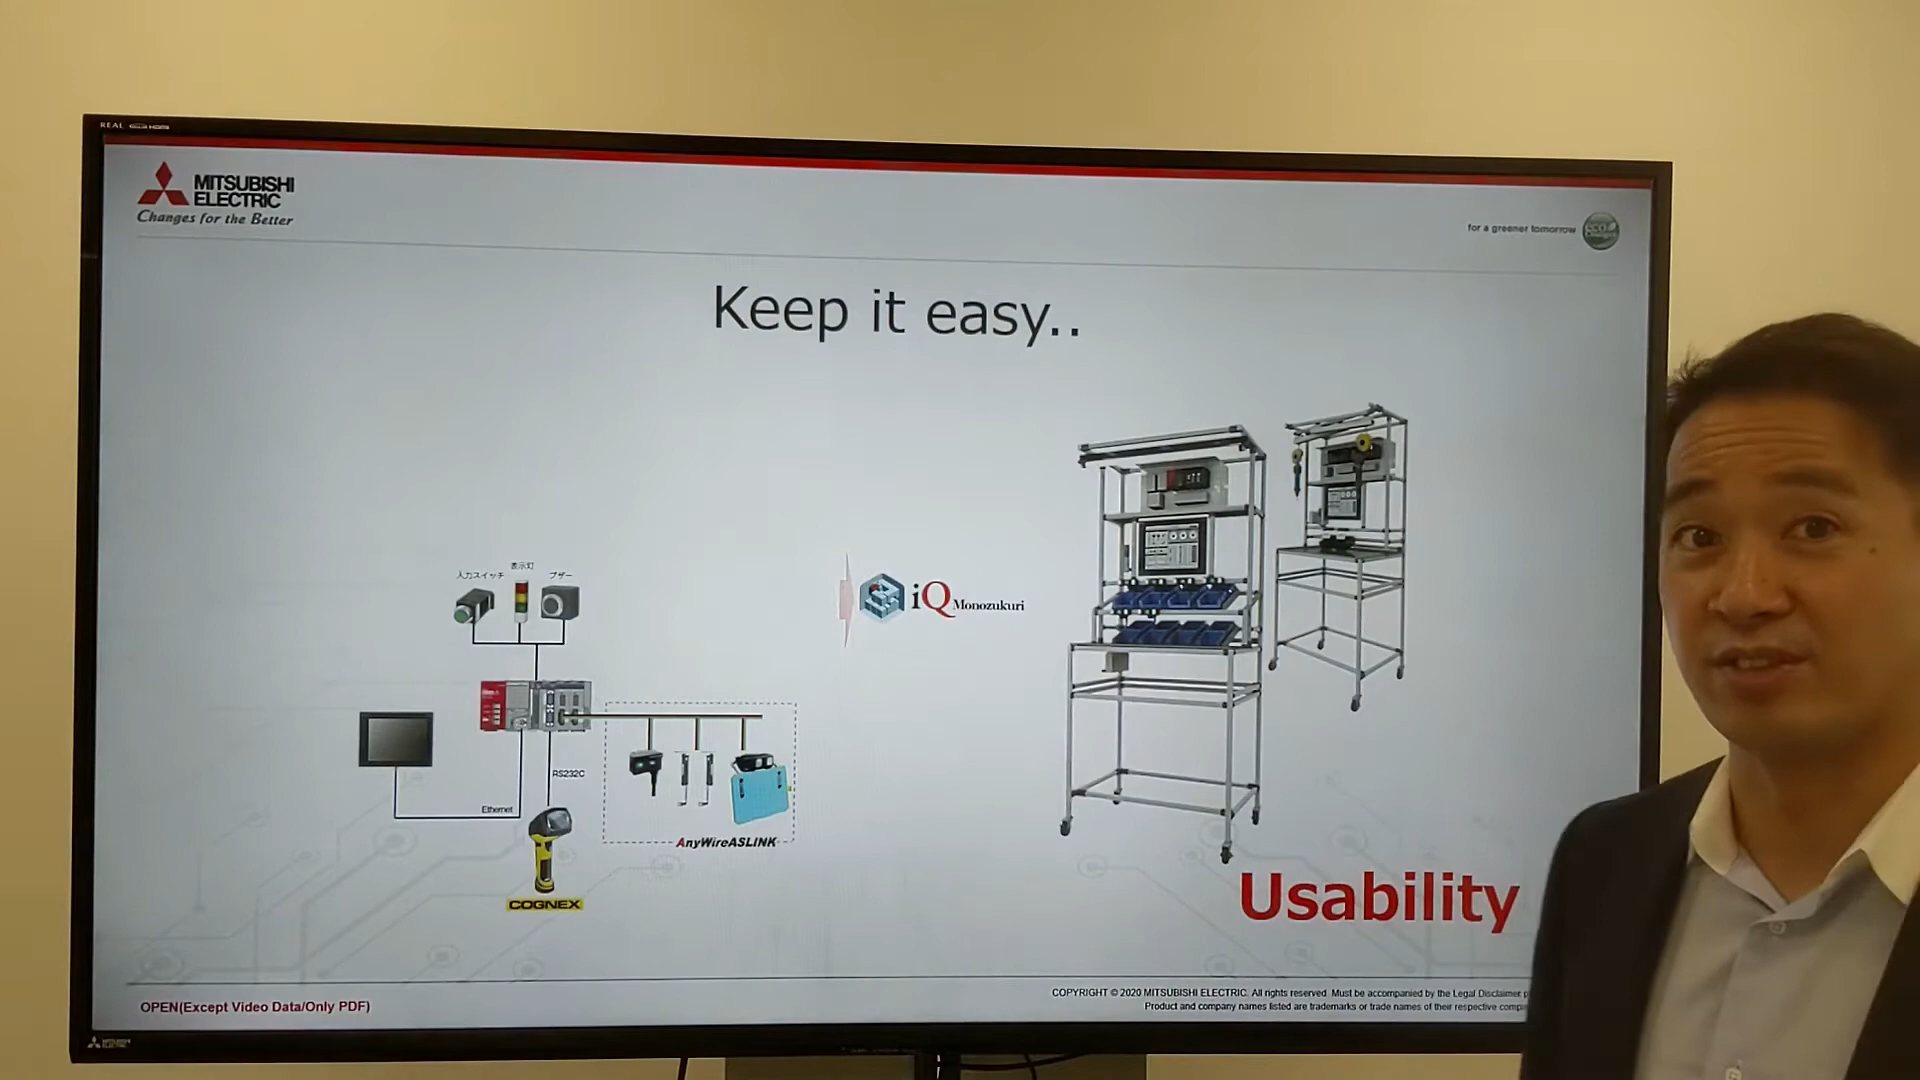 REAL
MITSUBISHI
ELECTRIC
Changes for the Better
for a greener tomorrow
Keep it easy..
入力スイッチ
表示灯
ブザー
iQ Monozukuri
RS232C
Ethernet
AnyWireASLINK
COGNEX
Usability
OPEN(Except Video Data/Only PDF)
COPYRIGHT © 2020 MITSUBISHI ELECTRIC. All rights reserved. Must be accompanied by the Legal Disclaimer
Product and company names listed are trademarks or trade names of their respective
MITSUBISHI
ELECTRIC